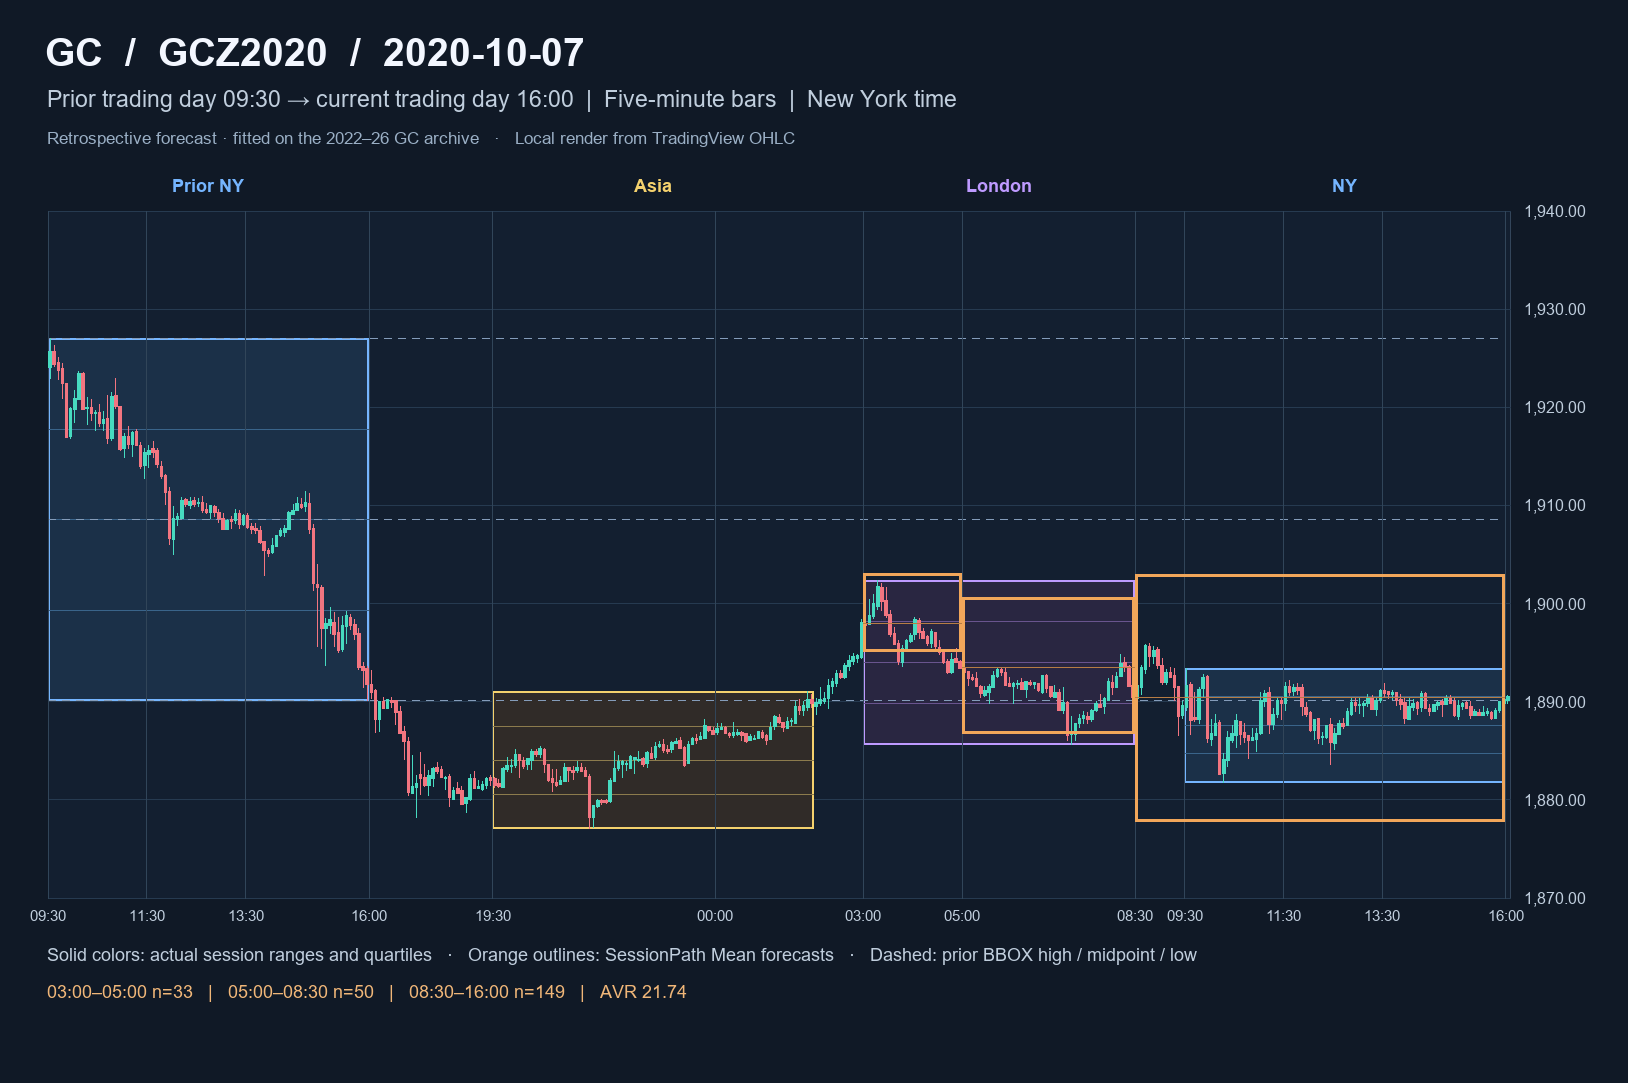 GC / GCZ2020 / 2020-10-07
Prior trading day 09:30 → current trading day 16:00 | Five-minute bars | New York time
Retrospective forecast · fitted on the 2022–26 GC archive · Local render from TradingView OHLC
Prior NY Asia London NY
1,940.00
1,930.00
1,920.00
1,910.00
1,900.00
1,890.00
1,880.00
1,870.00
09:30 11:30 13:30 16:00 19:30 00:00 03:00 05:00 08:30 09:30 11:30 13:30 16:00
Solid colors: actual session ranges and quartiles · Orange outlines: SessionPath Mean forecasts · Dashed: prior BBOX high / midpoint / low
03:00–05:00 n=33 | 05:00–08:30 n=50 | 08:30–16:00 n=149 | AVR 21.74